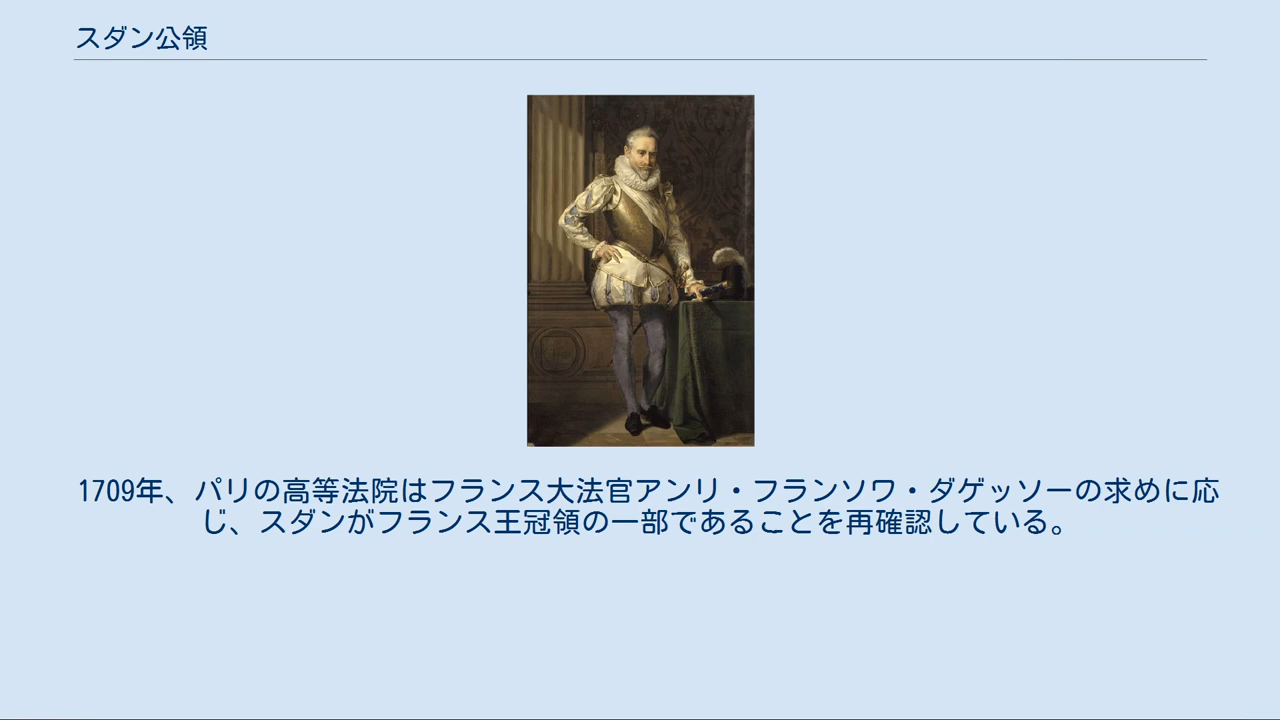 スダン公領
1709年、パリの高等法院はフランス大法官アンリ・フランソワ・ダゲッソーの求めに応
じ、スダンがフランス王冠領の一部であることを再確認している。